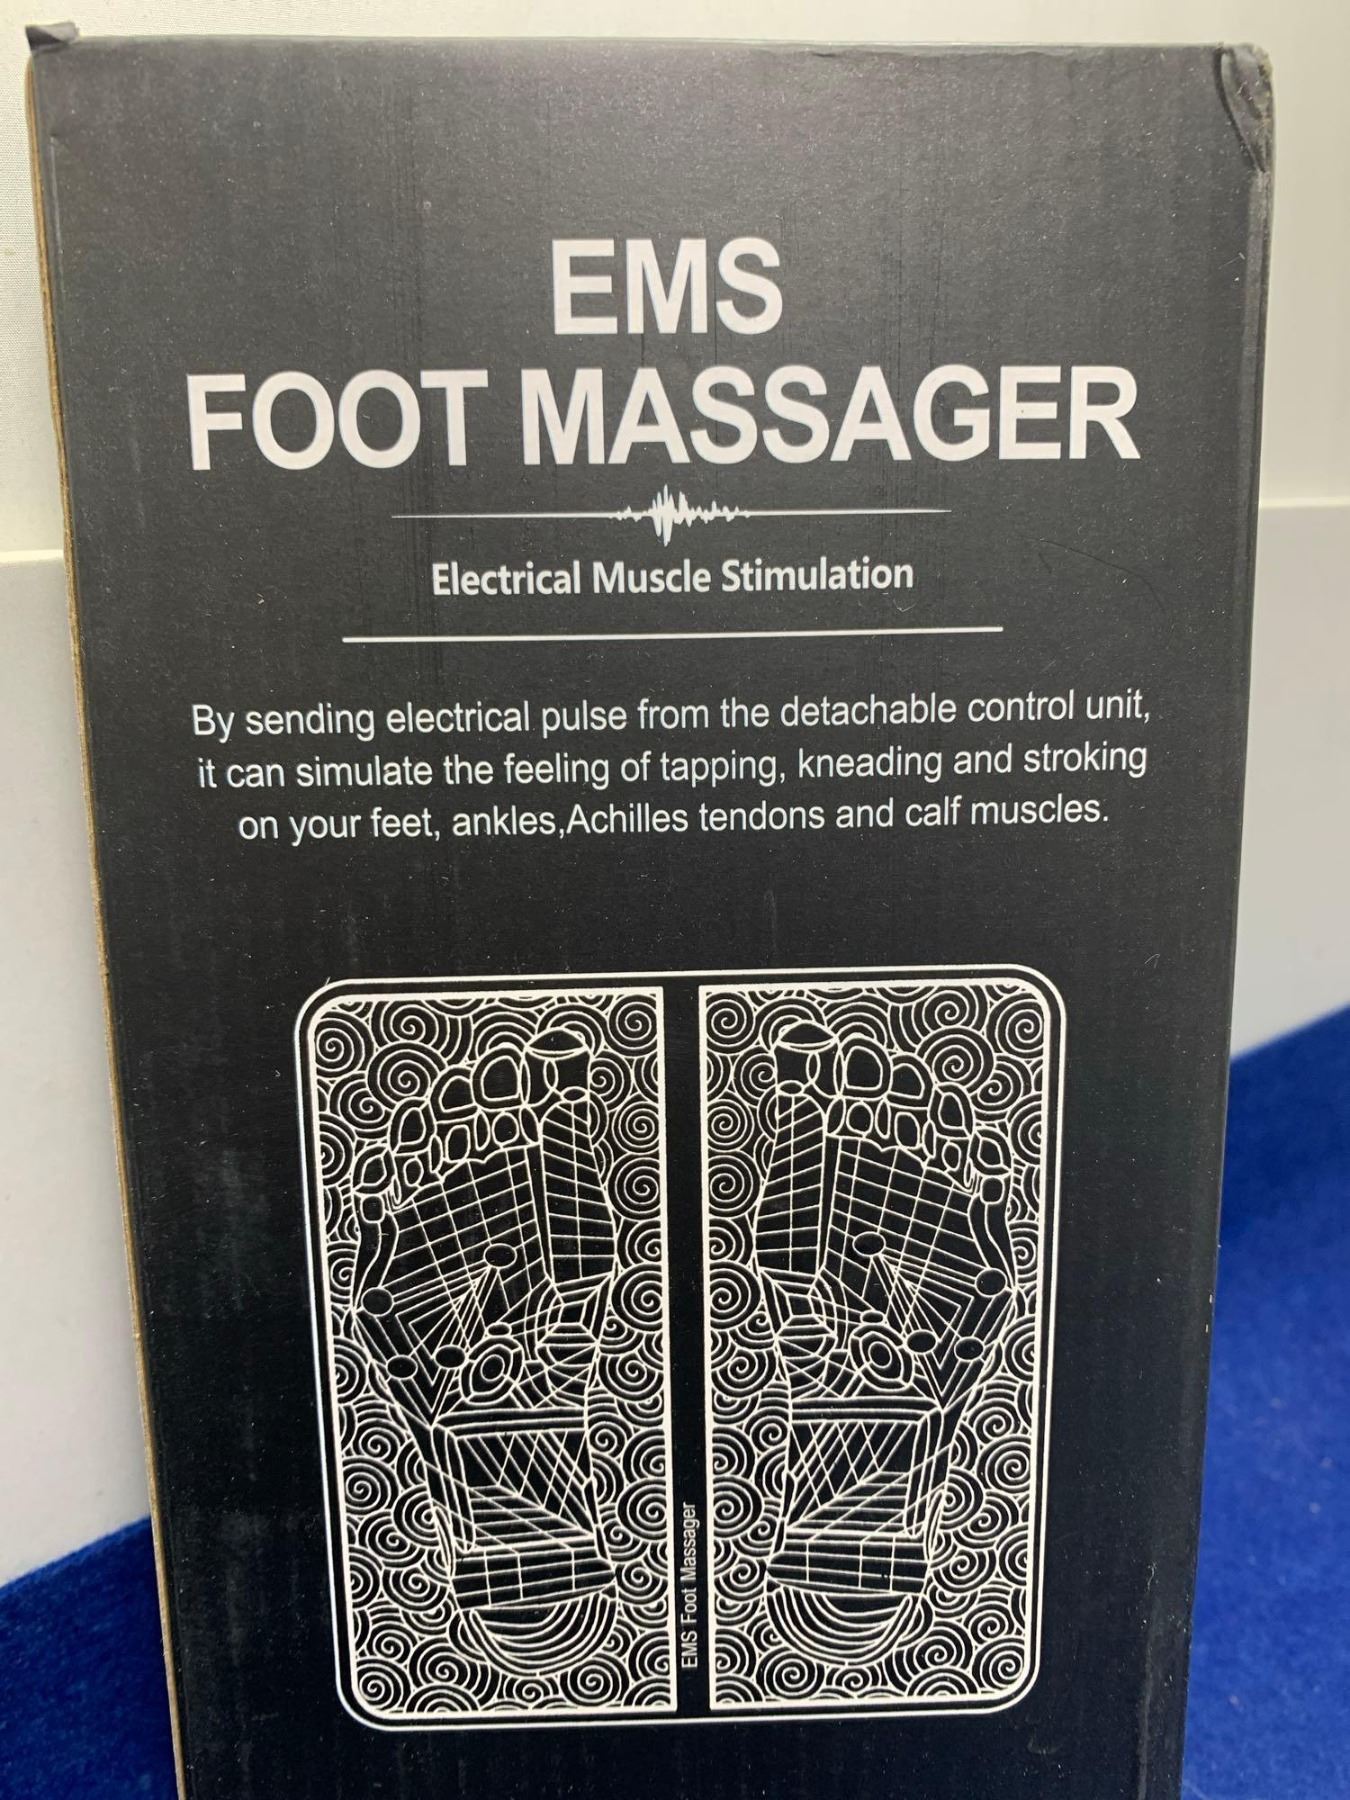 EMS
FOOT MASSAGER
Electrical Muscle Stimulation
By sending electrical pulse from the detachable control unit,
it can simulate the feeling of tapping, kneading and stroking
on your feet, ankles,Achilles tendons and calf muscles.
EMS Foot Massager